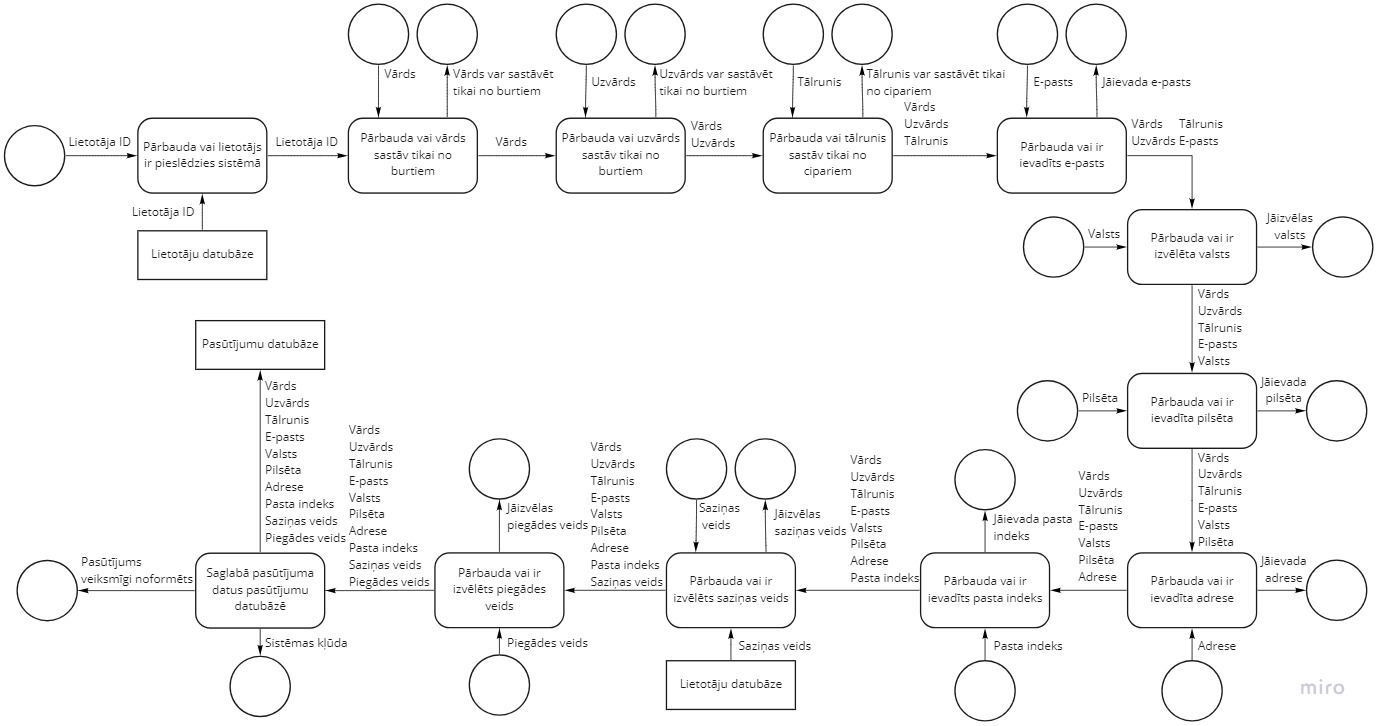 Lietotāja ID
Pārbauda vai lietotājs
ir pieslēdzies sistēmā
Lietotāja ID
Lietotāju datubāze
Lietotāja ID
Vārds
Vārds var sastāvēt
tikai no burtiem
Pārbauda vai vārds
sastāv tikai no
burtiem
Vārds
Uzvārds
Uzvārds var sastāvēt
tikai no burtiem
Pārbauda vai uzvārds
sastāv tikai no
burtiem
Vārds
Uzvārds
Tālrunis
Tālrunis var sastāvēt tikai
no cipariem
Pārbauda vai tālrunis
sastāv tikai no
cipariem
Vārds
Uzvārds
Tālrunis
E-pasts
Jāievada e-pasts
Pārbauda vai ir
ievadīts e-pasts
Vārds Tālrunis
Uzvārds E-pasts
Valsts
Pārbauda vai ir
izvēlēta valsts
Jāizvēlas
valsts
Vārds
Uzvārds
Tālrunis
E-pasts
Valsts
Pilsēta
Pārbauda vai ir
ievadīta pilsēta
Jāievada
pilsēta
Vārds
Uzvārds
Tālrunis
E-pasts
Valsts
Pilsēta
Pārbauda vai ir
ievadīta adrese
Jāievada
adrese
Adrese
Vārds
Uzvārds
Tālrunis
E-pasts
Valsts
Pilsēta
Adrese
Jāievada pasta
indeks
Pārbauda vai ir
ievadīts pasta indeks
Pasta indeks
Vārds
Uzvārds
Tālrunis
E-pasts
Valsts
Pilsēta
Adrese
Pasta indeks
Saziņas
veids
Jāizvēlas
saziņas veids
Pārbauda vai ir
izvēlēts saziņas veids
Saziņas veids
Lietotāju datubāze
Vārds
Uzvārds
Tālrunis
E-pasts
Valsts
Pilsēta
Adrese
Pasta indeks
Saziņas veids
Jāizvēlas
piegādes veids
Pārbauda vai ir
izvēlēts piegādes
veids
Piegādes veids
Vārds
Uzvārds
Tālrunis
E-pasts
Valsts
Pilsēta
Adrese
Pasta indeks
Saziņas veids
Piegādes veids
Saglabā pasūtījuma
datus pasūtījumu
datubāzē
Vārds
Uzvārds
Tālrunis
E-pasts
Valsts
Pilsēta
Adrese
Pasta indeks
Saziņas veids
Piegādes veids
Pasūtījumu datubāze
Pasūtījums
veiksmīgi noformēts
Sistēmas kļūda
miro